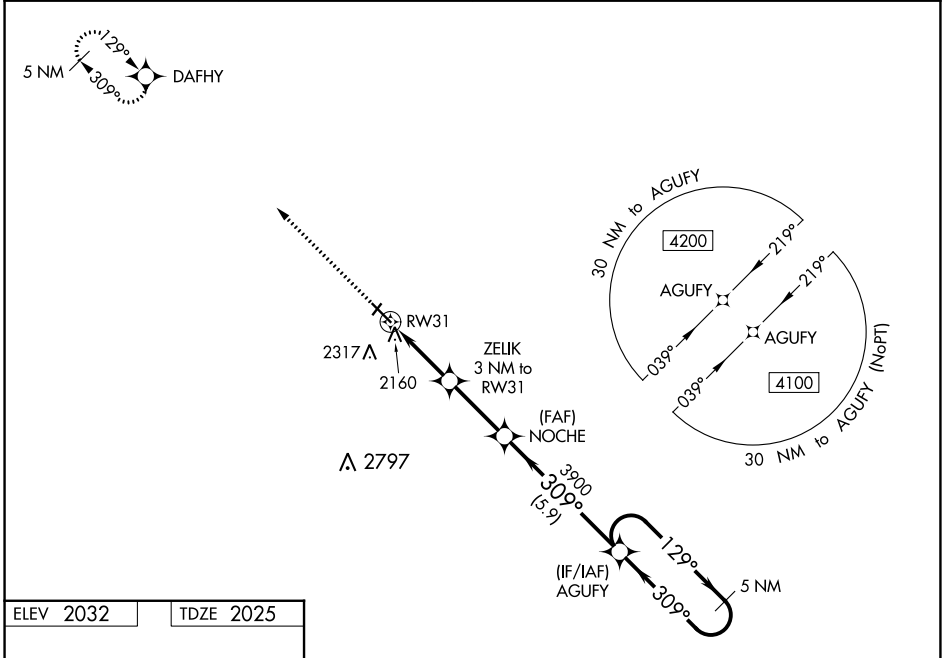 129°
5 NM
309°
DAFHY
30 NM to AGUFY
4200
219°
AGUFY
039°
219°
AGUFY
4100
039°
30 NM to AGUFY (NoPT)
RW31
2317
2160
ZELIK
3 NM to
RW31
(FAF)
NOCHE
2797
3900
309°
(5.9)
(IF/IAF)
AGUFY
129°
309°
5 NM
ELEV 2032
TDZE 2025